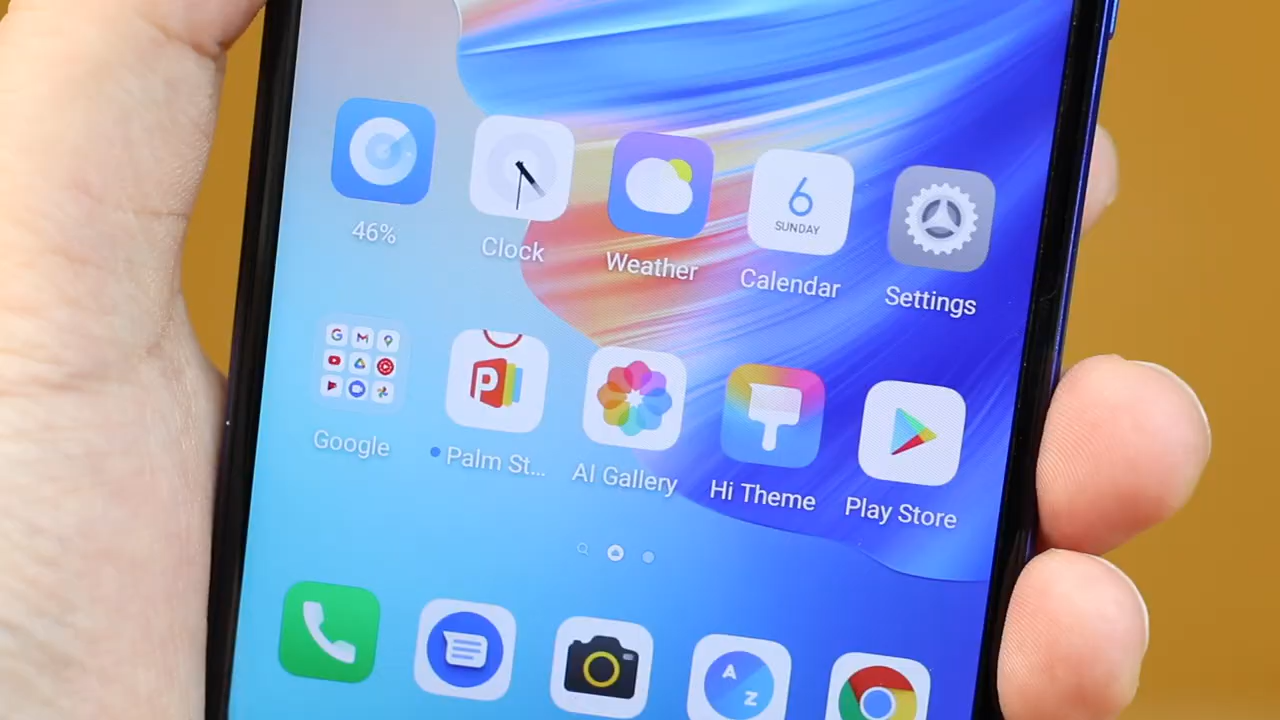 46%
Clock
Weather
6
SUNDAY
Calendar
Settings
G
Google
P
Palm St...
AI Gallery
Hi Theme
Play Store
A
Z